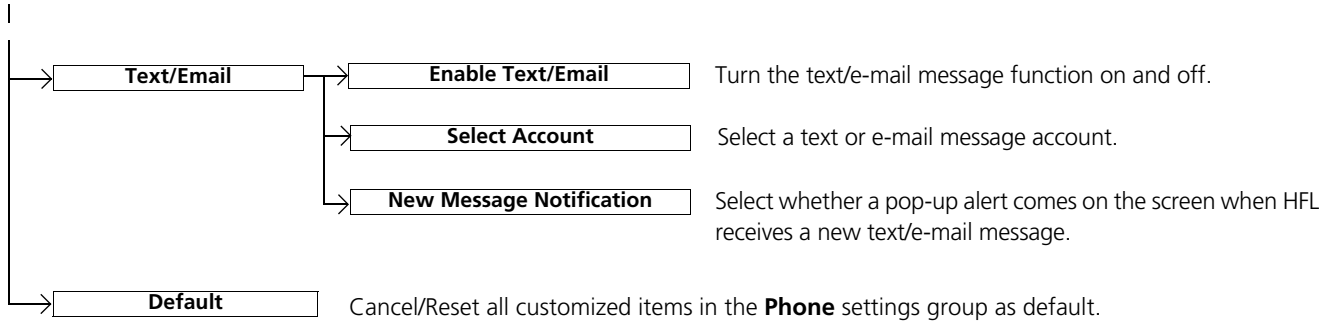 Text/Email
Enable Text/Email
Turn the text/e-mail message function on and off.
Select Account
Select a text or e-mail message account.
New Message Notification
Select whether a pop-up alert comes on the screen when HFL
receives a new text/e-mail message.
Default
Cancel/Reset all customized items in the Phone settings group as default.